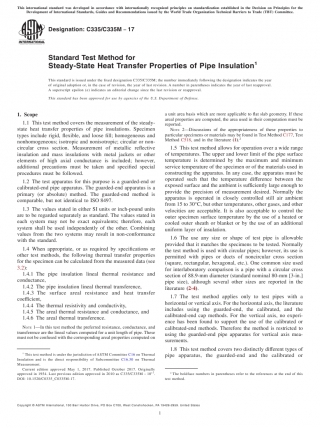 This international standard was developed in accordance with internationally recognized principles on standardization established in the Decision on Principles for the
Development of International Standards, Guides and Recommendations issued by the World Trade Organization Technical Barriers to Trade (TBT) Committee.
Designation: C335/C335M − 17
Standard Test Method for
Steady-State Heat Transfer Properties of Pipe Insulation1
This standard is issued under the fixed designation C335/C335M; the number immediately following the designation indicates the year
of original adoption or, in the case of revision, the year of last revision. A number in parentheses indicates the year of last reapproval.
A superscript epsilon (ε) indicates an editorial change since the last revision or reapproval.
This standard has been approved for use by agencies of the U.S. Department of Defense.
1. Scope
1.1 This test method covers the measurement of the steady-
state heat transfer properties of pipe insulations. Specimen
types include rigid, flexible, and loose fill; homogeneous and
nonhomogeneous; isotropic and nonisotropic; circular or non-
circular cross section. Measurement of metallic reflective
insulation and mass insulations with metal jackets or other
elements of high axial conductance is included; however,
additional precautions must be taken and specified special
procedures must be followed.
1.2 The test apparatus for this purpose is a guarded-end or
calibrated-end pipe apparatus. The guarded-end apparatus is a
primary (or absolute) method. The guarded-end method is
comparable, but not identical to ISO 8497.
1.3 The values stated in either SI units or inch-pound units
are to be regarded separately as standard. The values stated in
each system may not be exact equivalents; therefore, each
system shall be used independently of the other. Combining
values from the two systems may result in non-conformance
with the standard.
1.4 When appropriate, or as required by specifications or
other test methods, the following thermal transfer properties
for the specimen can be calculated from the measured data (see
3.2):
1.4.1 The pipe insulation lineal thermal resistance and
conductance,
1.4.2 The pipe insulation lineal thermal transference,
1.4.3 The surface areal resistance and heat transfer
coefficient,
1.4.4 The thermal resistivity and conductivity,
1.4.5 The areal thermal resistance and conductance, and
1.4.6 The areal thermal transference.
NOTE 1—In this test method the preferred resistance, conductance, and
transference are the lineal values computed for a unit length of pipe. These
must not be confused with the corresponding areal properties computed on
1 This test method is under the jurisdiction of ASTM Committee C16 on Thermal
Insulation and is the direct responsibility of Subcommittee C16.30 on Thermal
Measurement.
Current edition approved May 1, 2017. Published October 2017. Originally
approved in 1954. Last previous edition approved in 2010 as
DOI: 10.1520/C0335_C0335M-17.
a unit area basis which are more applicable to flat slab geometry. If these
areal properties are computed, the area used in their computation must be
reported.
NOTE 2—Discussions of the appropriateness of these properties to
particular specimens or materials may be found in Test Method C177, Test
Method C518, and in the literature (1).2
1.5 This test method allows for operation over a wide range
of temperatures. The upper and lower limit of the pipe surface
temperature is determined by the maximum and minimum
service temperature of the specimen or of the materials used in
constructing the apparatus. In any case, the apparatus must be
operated such that the temperature difference between the
exposed surface and the ambient is sufficiently large enough to
provide the precision of measurement desired. Normally the
apparatus is operated in closely controlled still air ambient
from 15 to 30°C, but other temperatures, other gases, and other
velocities are acceptable. It is also acceptable to control the
outer specimen surface temperature by the use of a heated or
cooled outer sheath or blanket or by the use of an additional
uniform layer of insulation.
1.6 The use any size or shape of test pipe is allowable
provided that it matches the specimens to be tested. Normally
the test method is used with circular pipes; however, its use is
permitted with pipes or ducts of noncircular cross section
(square, rectangular, hexagonal, etc.). One common size used
for interlaboratory comparison is a pipe with a circular cross
section of 88.9-mm diameter (standard nominal 80-mm [3-in.]
pipe size), although several other sizes are reported in the
literature (2-4).
1.7 The test method applies only to test pipes with a
horizontal or vertical axis. For the horizontal axis, the literature
includes using the guarded-end, the calibrated, and the
calibrated-end cap methods. For the vertical axis, no experi-
ence has been found to support the use of the calibrated or
calibrated-end methods. Therefore the method is restricted to
using the guarded-end pipe apparatus for vertical axis mea-
surements.
1.8 This test method covers two distinctly different types of
pipe apparatus, the guarded-end and the calibrated or
2 The boldface numbers in parentheses refer to the references at the end of this
test method.
Copyright © ASTM International, 100 Barr Harbor Drive, PO Box C700, West Conshohocken, PA 19428-2959. United States
1